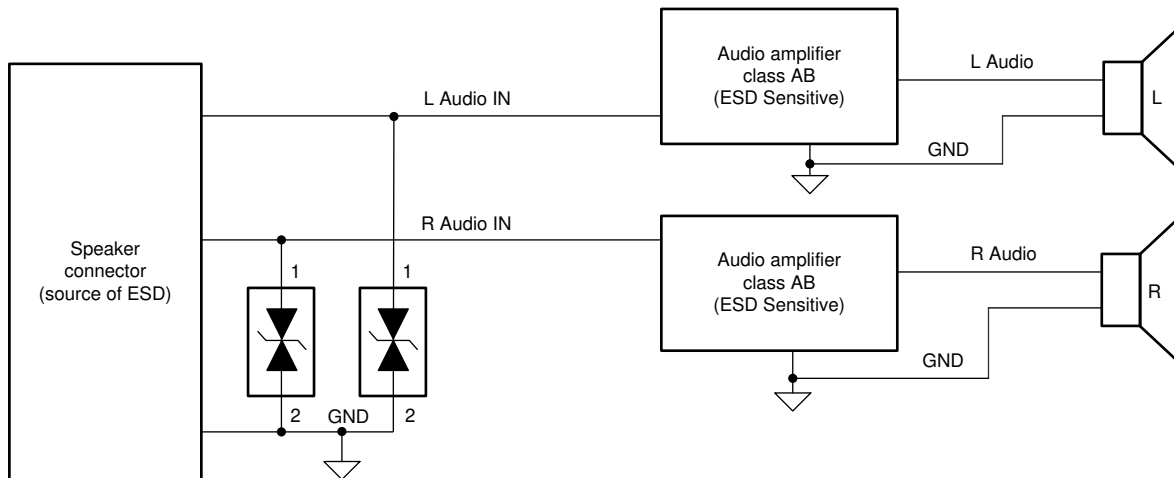 Audio amplifier
class AB
(ESD Sensitive)
L Audio
L
L Audio IN
GND
Speaker
connector
(source of ESD)
R Audio IN
Audio amplifier
class AB
(ESD Sensitive)
R Audio
R
GND
1
1
2
GND
2